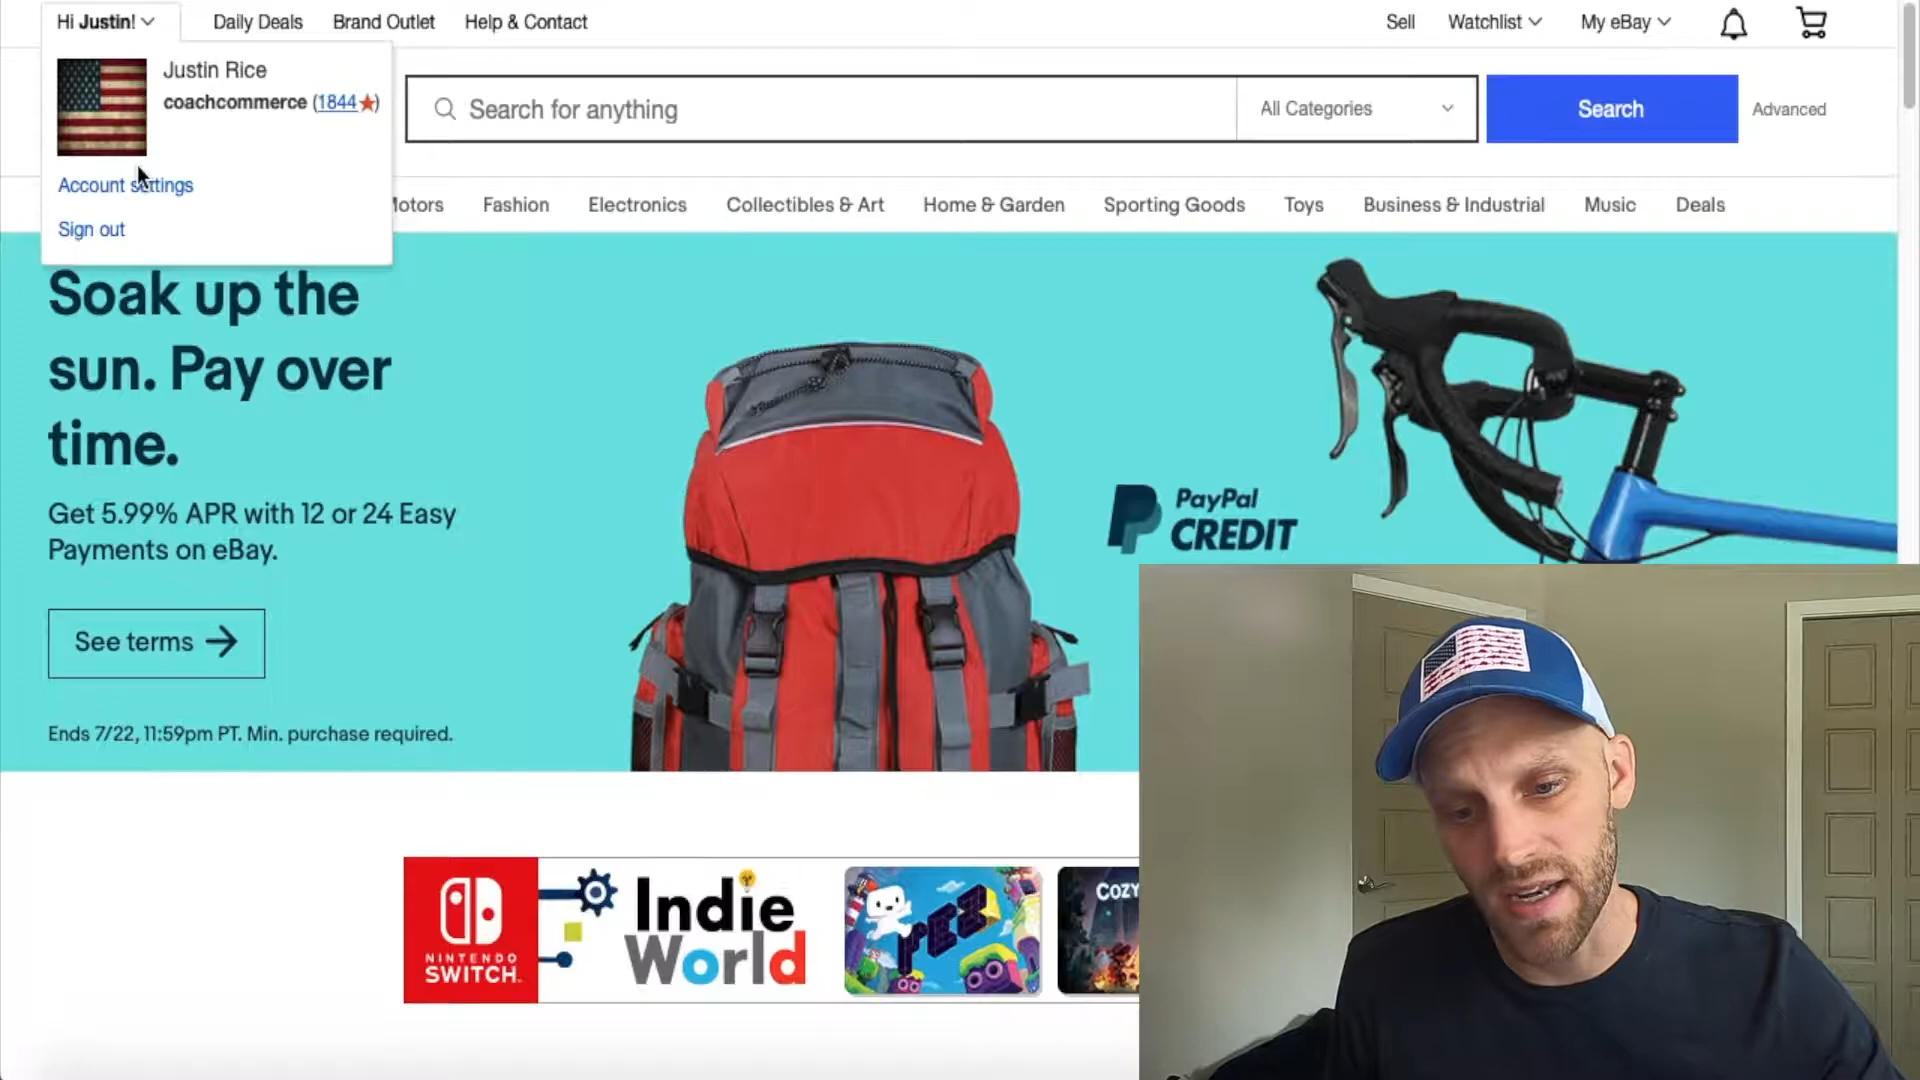 Hi Justin!
Daily Deals
Brand Outlet
Help & Contact
Sell
Watchlist
My eBay
Justin Rice
coachcommerce (1844)
Account settings
Sign out
Search for anything
All Categories
Search
Advanced
Motors
Fashion
Electronics
Collectibles & Art
Home & Garden
Sporting Goods
Toys
Business & Industrial
Music
Deals
Soak up the
sun. Pay over
time.
Get 5.99% APR with 12 or 24 Easy
Payments on eBay.
See terms
Ends 7/22, 11:59pm PT. Min. purchase required.
PayPal
CREDIT
NINTENDO
SWITCH
Indie
World
FEZ
COZY